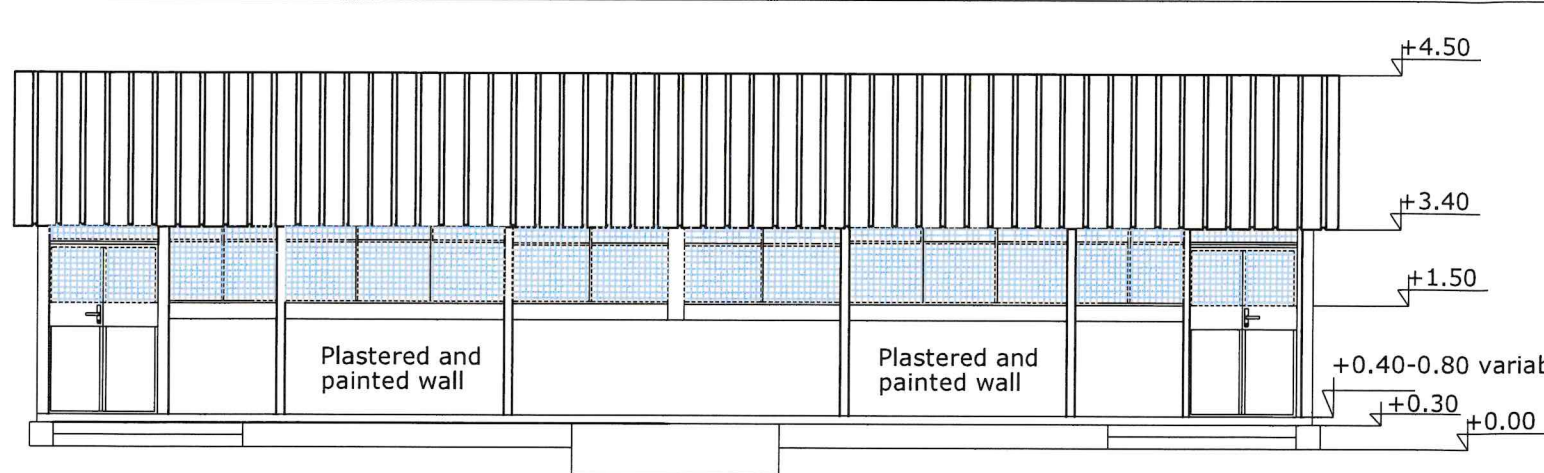 +4.50
+3.40
+1.50
Plastered and
painted wall
Plastered and
painted wall
+0.40-0.80 variab
+0.30
+0.00